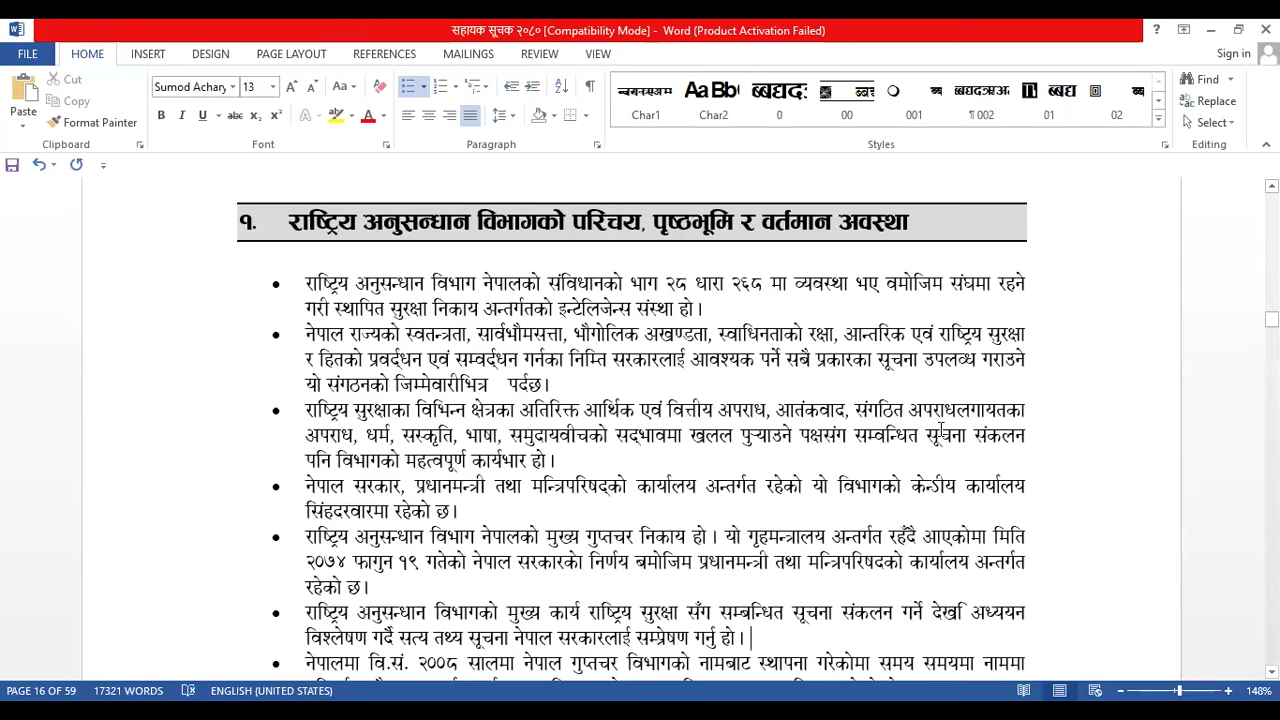 सहायक सूचक २०८० [Compatibility Mode] - Word (Product Activation Failed)
FILE HOME INSERT DESIGN PAGE LAYOUT REFERENCES MAILINGS REVIEW VIEW Sign in
Paste Cut Copy Format Painter Clipboard
Sumod Achary 13 Font
Paragraph
Char1 Char2 0 00 001 ¶ 002 01 02 Styles
Find Replace Select Editing
१. राष्ट्रिय अनुसन्धान विभागको परिचय, पृष्ठभूमि र वर्तमान अवस्था
• राष्ट्रिय अनुसन्धान विभाग नेपालको संविधानको भाग २८ धारा २६८ मा व्यवस्था भए वमोजिम संघमा रहने
गरी स्थापित सुरक्षा निकाय अन्तर्गतको इन्टेलिजेन्स संस्था हो।
• नेपाल राज्यको स्वतन्त्रता, सार्वभौमसत्ता, भौगोलिक अखण्डता, स्वाधिनताको रक्षा, आन्तरिक एवं राष्ट्रिय सुरक्षा
र हितको प्रवर्द्धन एवं सम्वर्द्धन गर्नका निम्ति सरकारलाई आवश्यक पर्ने सबै प्रकारका सूचना उपलव्ध गराउने
यो संगठनको जिम्मेवारीभित्र पर्दछ।
• राष्ट्रिय सुरक्षाका विभिन्न क्षेत्रका अतिरिक्त आर्थिक एवं वित्तीय अपराध, आतंकवाद, संगठित अपराधलगायतका
अपराध, धर्म, सस्कृति, भाषा, समुदायवीचको सद्‌भावमा खलल पुऱ्याउने पक्षसंग सम्वन्धित सूचना संकलन
पनि विभागको महत्वपूर्ण कार्यभार हो।
• नेपाल सरकार, प्रधानमन्त्री तथा मन्त्रिपरिषद्‌को कार्यालय अन्तर्गत रहेको यो विभागको केन्द्रीय कार्यालय
सिंहदरवारमा रहेको छ।
• राष्ट्रिय अनुसन्धान विभाग नेपालको मुख्य गुप्तचर निकाय हो। यो गृहमन्त्रालय अन्तर्गत रहँदै आएकोमा मिति
२०७४ फागुन १९ गतेको नेपाल सरकारको निर्णय बमोजिम प्रधानमन्त्री तथा मन्त्रिपरिषदको कार्यालय अन्तर्गत
रहेको छ।
• राष्ट्रिय अनुसन्धान विभागको मुख्य कार्य राष्ट्रिय सुरक्षा सँग सम्बन्धित सूचना संकलन गर्ने देखि अध्ययन
विश्लेषण गर्दै सत्य तथ्य सूचना नेपाल सरकारलाई सम्प्रेषण गर्नु हो।
• नेपालमा वि.सं. २००८ सालमा नेपाल गुप्तचर विभागको नामबाट स्थापना गरेकोमा समय समयमा नाममा
PAGE 16 OF 59 17321 WORDS ENGLISH (UNITED STATES) 148%